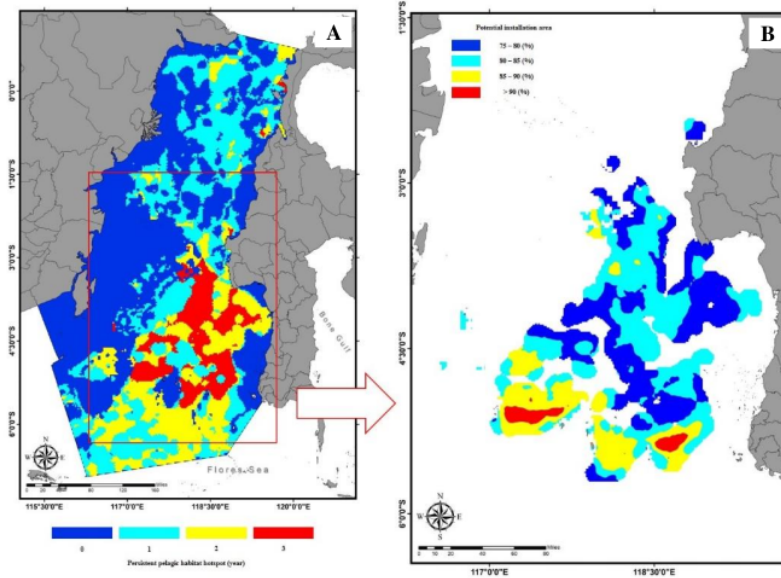 A
0°0'0"
1°30'0"S
3°0'0"S
4°30'0"S
6°0'0"S
Bone Gulf
Flores Sea
N
W E
S
115°30'0"E 117°0'0"E 118°30'0"E 120°0'0"E
0 1 2 3
Persistent pelagic habitat hotspot (year)
B
Potential installation area
75 – 80 (%)
80 – 85 (%)
85 – 90 (%)
> 90 (%)
1°30'0"S
3°0'0"S
4°30'0"S
6°0'0"S
N
W E
S
117°0'0"E 118°30'0"E